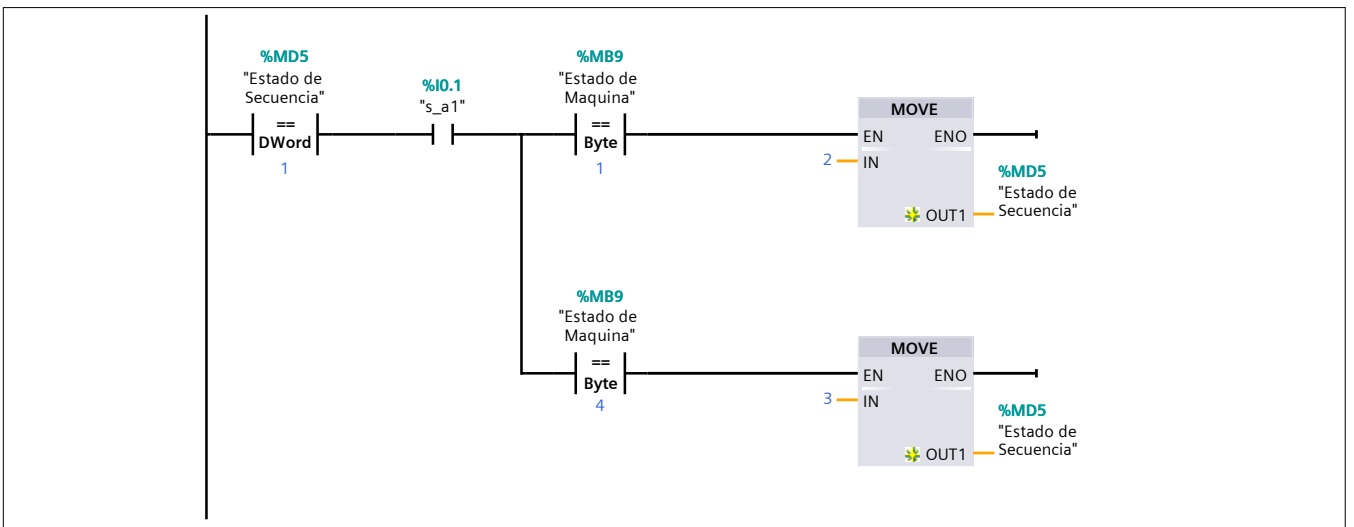 %MD5
"Estado de
Secuencia"
==
DWord
1
%I0.1
"s_a1"
%MB9
"Estado de
Maquina"
==
Byte
1
MOVE
EN ENO
2 IN
OUT1
%MD5
"Estado de
Secuencia"
%MB9
"Estado de
Maquina"
==
Byte
4
MOVE
EN ENO
3 IN
OUT1
%MD5
"Estado de
Secuencia"